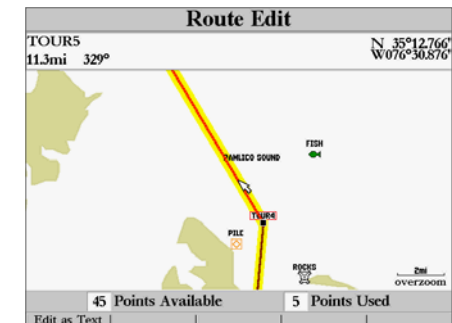 Route Edit
TOUR5
N 35°12.766'
11.3mi 329°
W076°30.876'
FISH
PAMLICO SOUND
TOUR4
PILE
ROCKS
2mi
overzoom
45 Points Available 5 Points Used
Edit as Text